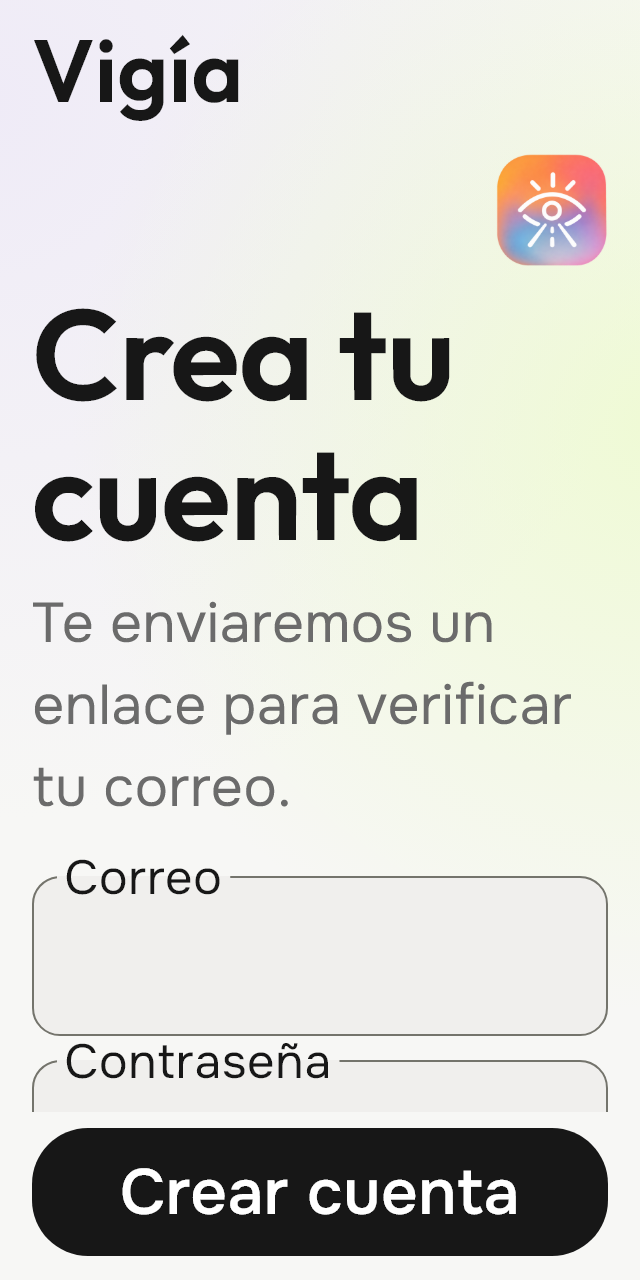 Vigía
Crea tu
cuenta
Te enviaremos un
enlace para verificar
tu correo.
Correo
Contraseña
Crear cuenta